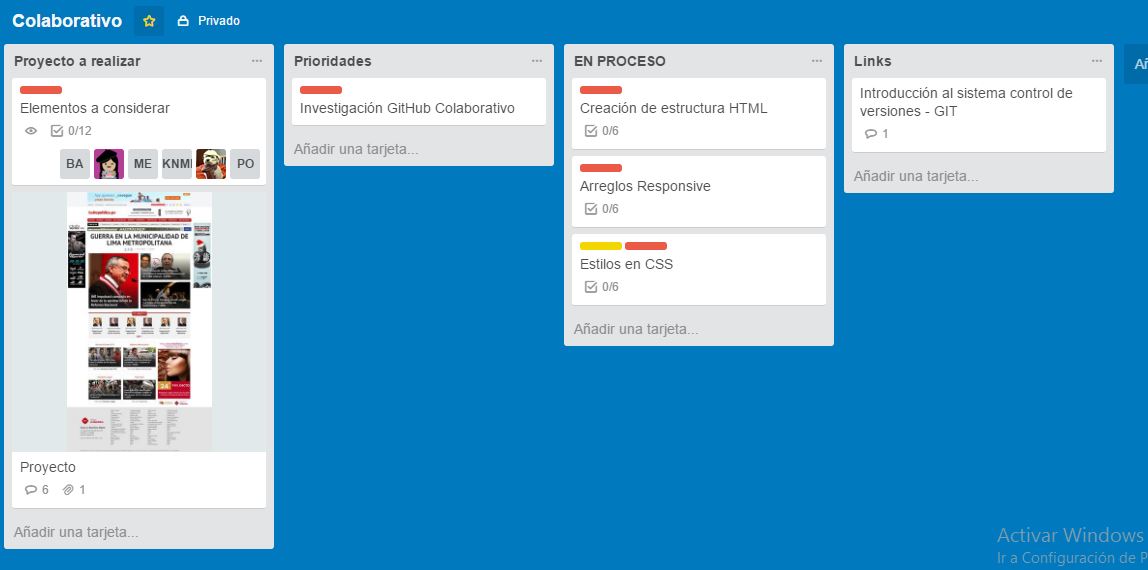 Colaborativo
Privado
Proyecto a realizar
Elementos a considerar
0/12
BA
ME
KNM
PO
GUERRA EN LA MUNICIPALIDAD DE
LIMA METROPOLITANA
Proyecto
6
1
Añadir una tarjeta...
Prioridades
Investigación GitHub Colaborativo
Añadir una tarjeta...
EN PROCESO
Creación de estructura HTML
0/6
Arreglos Responsive
0/6
Estilos en CSS
0/6
Añadir una tarjeta...
Links
Introducción al sistema control de
versiones - GIT
1
Añadir una tarjeta...
Añ
Activar Windows
Ir a Configuración de P